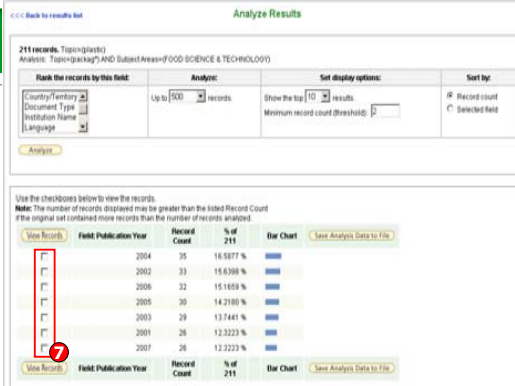 <<< Back to results list
Analyze Results
211 records. Topic=(plastic)
Analysis: Topic=(packag*) AND Subject Areas=(FOOD SCIENCE & TECHNOLOGY)
Rank the records by this field: Analyze: Set display options: Sort by:
Country/Territory
Document Type
Institution Name
Language
Up to 500 records.
Show the top 10 results.
Minimum record count (threshold): 2
Record count
Selected field
Analyze
Use the checkboxes below to view the records.
Note: The number of records displayed may be greater than the listed Record Count
if the original set contained more records than the number of records analyzed.
View Records Field: Publication Year Record Count % of 211 Bar Chart Save Analysis Data to File
2004 35 16.5877 %
2002 33 15.6398 %
2006 32 15.1659 %
2005 30 14.2180 %
2003 29 13.7441 %
2001 26 12.3223 %
2007 26 12.3223 %
7
View Records Field: Publication Year Record Count % of 211 Bar Chart Save Analysis Data to File